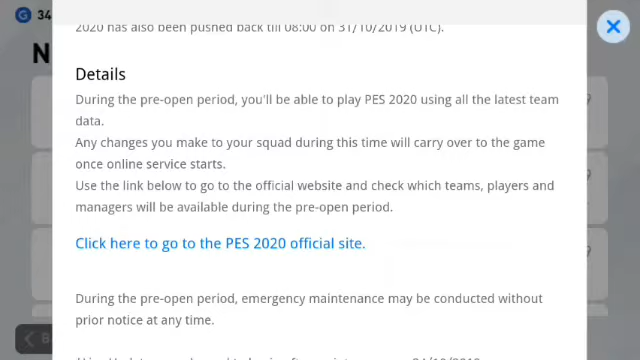 34
2020 has also been pushed back till 08:00 on 31/10/2019 (UTC).
N
Details
During the pre-open period, you'll be able to play PES 2020 using all the latest team
data.
Any changes you make to your squad during this time will carry over to the game
once online service starts.
Use the link below to go to the official website and check which teams, players and
managers will be available during the pre-open period.
Click here to go to the PES 2020 official site.
During the pre-open period, emergency maintenance may be conducted without
prior notice at any time.